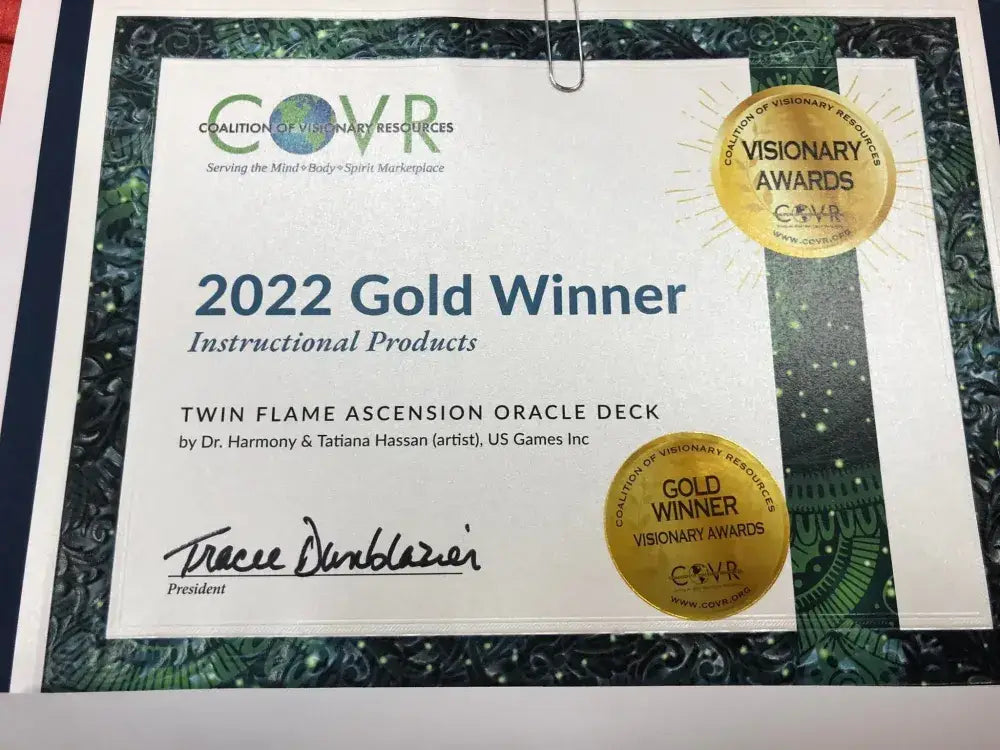 COVR
COALITION OF VISIONARY RESOURCES
Serving the Mind⋄Body⋄Spirit Marketplace
COALITION OF VISIONARY RESOURCES
VISIONARY
AWARDS
COVR
WWW.COVR.ORG
2022 Gold Winner
Instructional Products
TWIN FLAME ASCENSION ORACLE DECK
by Dr. Harmony & Tatiana Hassan (artist), US Games Inc
COALITION OF VISIONARY RESOURCES
GOLD
WINNER
VISIONARY AWARDS
COVR
WWW.COVR.ORG
Tracee Dunblazier
President